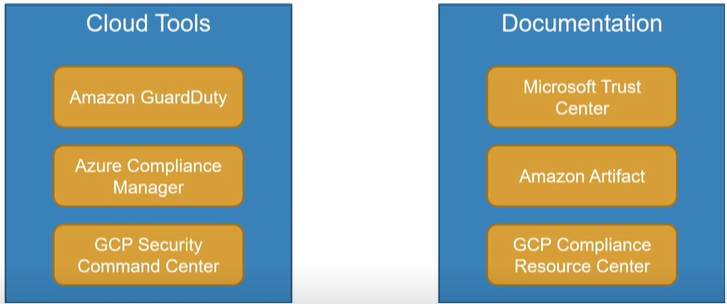 Cloud Tools
Amazon GuardDuty
Azure Compliance
Manager
GCP Security
Command Center
Documentation
Microsoft Trust
Center
Amazon Artifact
GCP Compliance
Resource Center